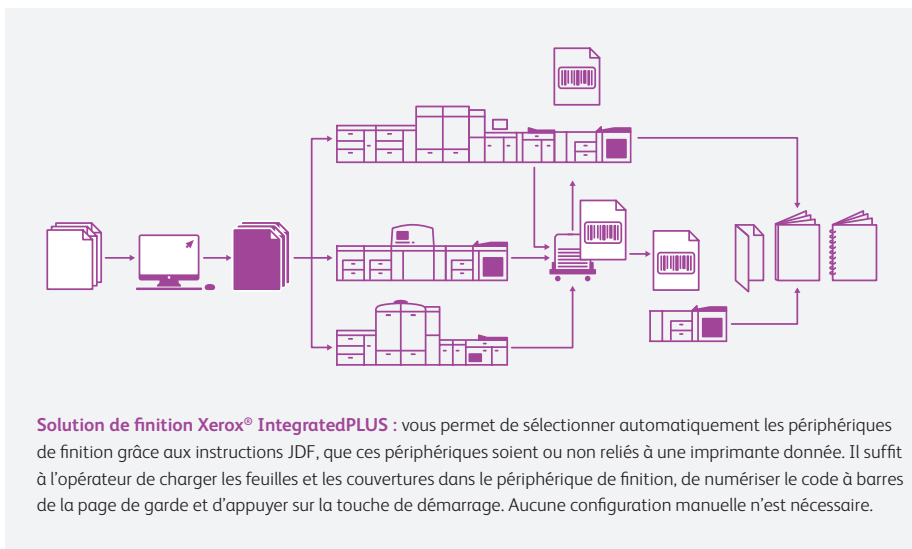 Solution de finition Xerox® IntegratedPLUS : vous permet de sélectionner automatiquement les périphériques
de finition grâce aux instructions JDF, que ces périphériques soient ou non reliés à une imprimante donnée. Il suffit
à l’opérateur de charger les feuilles et les couvertures dans le périphérique de finition, de numériser le code à barres
de la page de garde et d’appuyer sur la touche de démarrage. Aucune configuration manuelle n’est nécessaire.